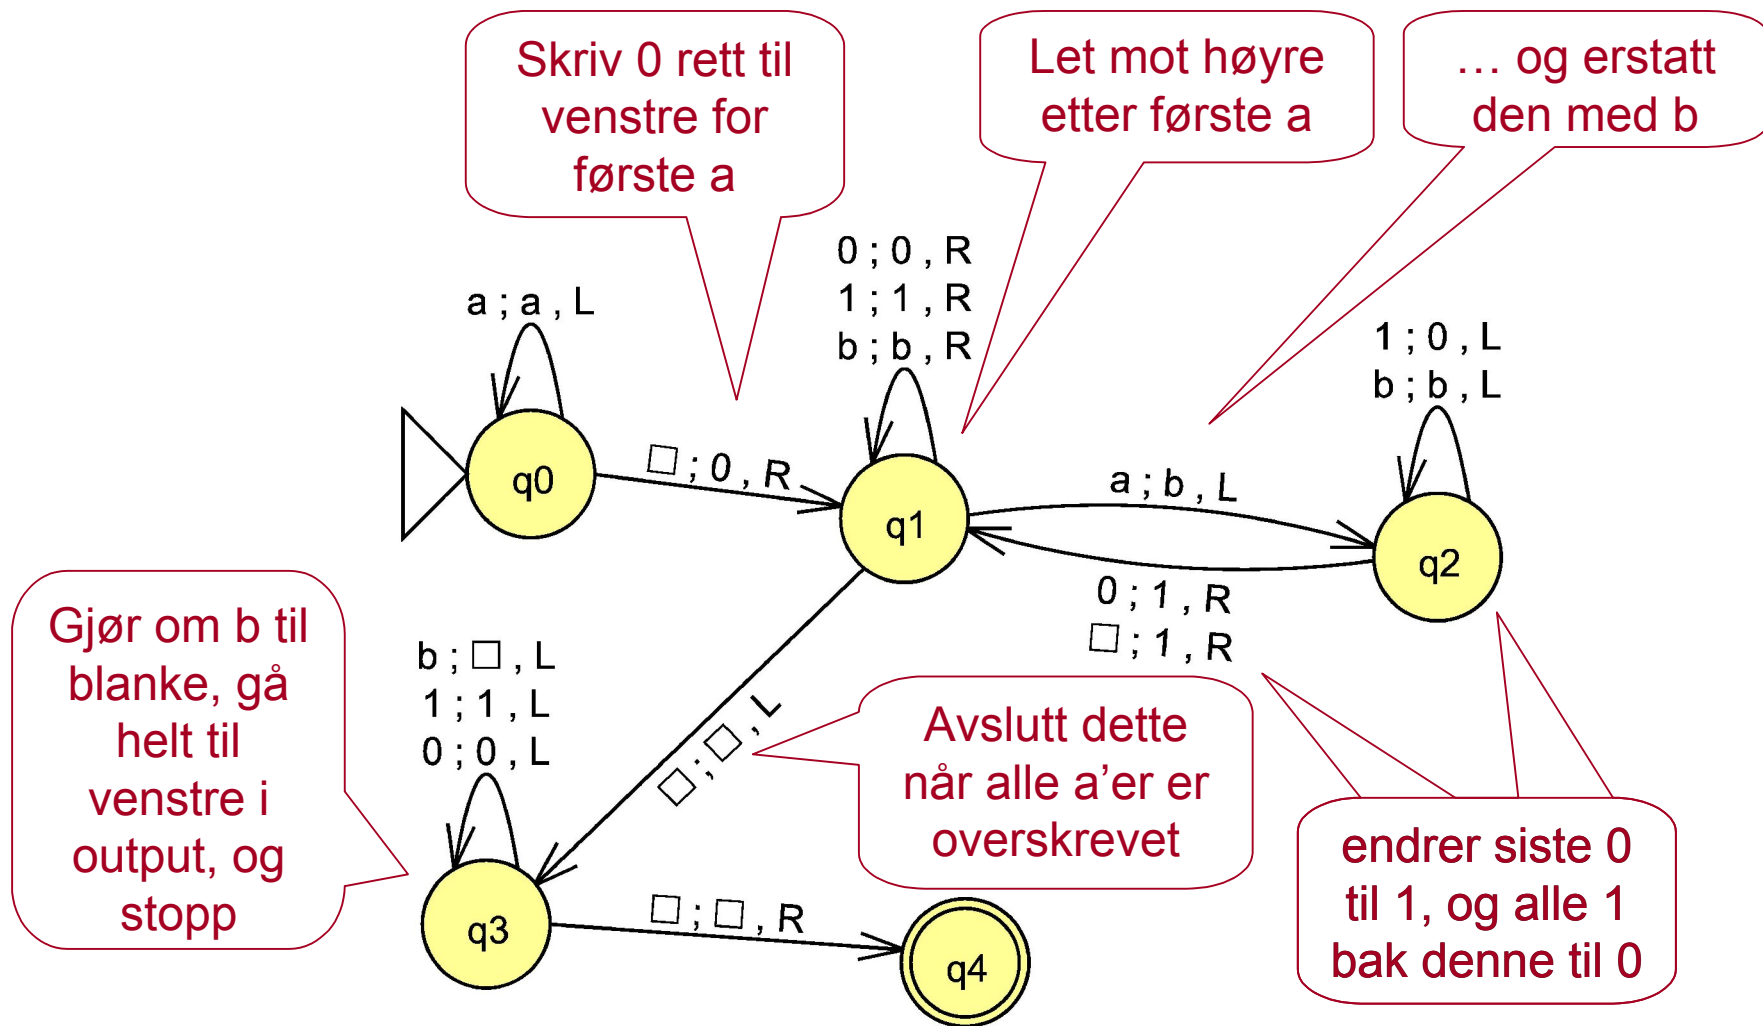 Skriv 0 rett til
venstre for
første a
Let mot høyre
etter første a
… og erstatt
den med b
a ; a , L
0 ; 0 , R
1 ; 1 , R
b ; b , R
1 ; 0 , L
b ; b , L
q0
□ ; 0 , R
q1
a ; b , L
q2
0 ; 1 , R
□ ; 1 , R
Gjør om b til
blanke, gå
helt til
venstre i
output, og
stopp
b ; □ , L
1 ; 1 , L
0 ; 0 , L
□ ; □ , L
Avslutt dette
når alle a’er er
overskrevet
endrer siste 0
til 1, og alle 1
bak denne til 0
q3
□ ; □ , R
q4